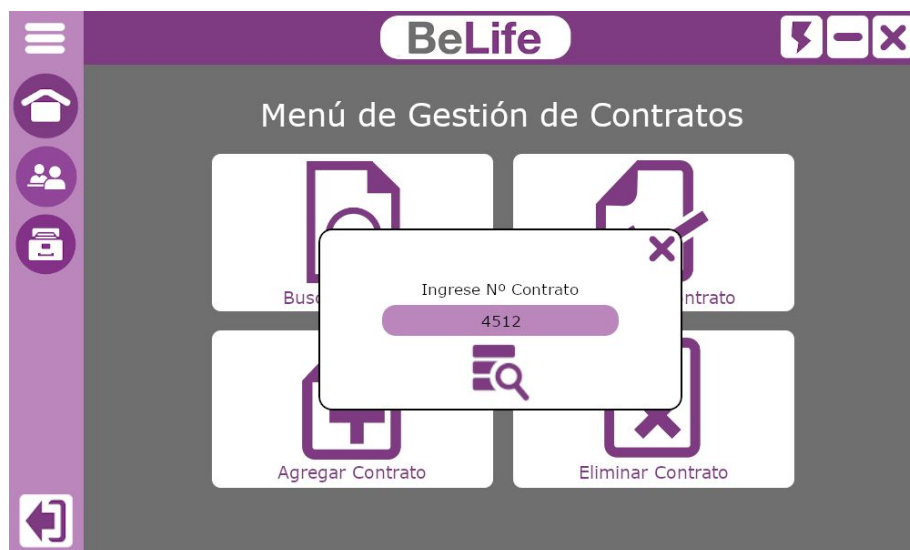 BeLife
Menú de Gestión de Contratos
Ingrese Nº Contrato
4512
Agregar Contrato
Eliminar Contrato